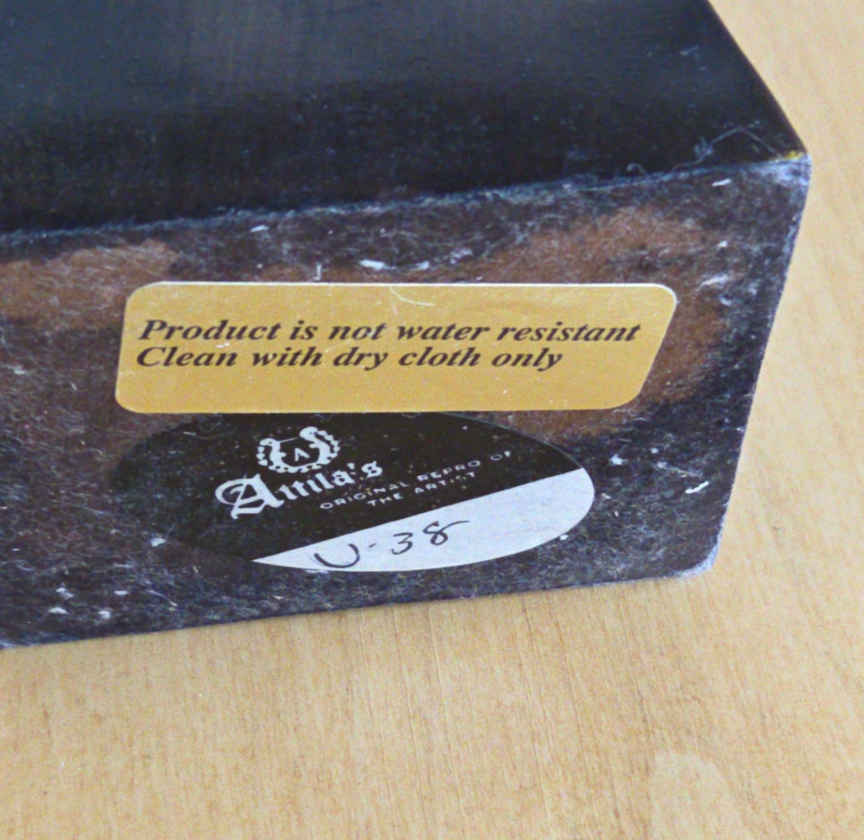 Product is not water resistant
Clean with dry cloth only
A
Attila's
ORIGINAL REPRO OF
THE ARTIST
U-38